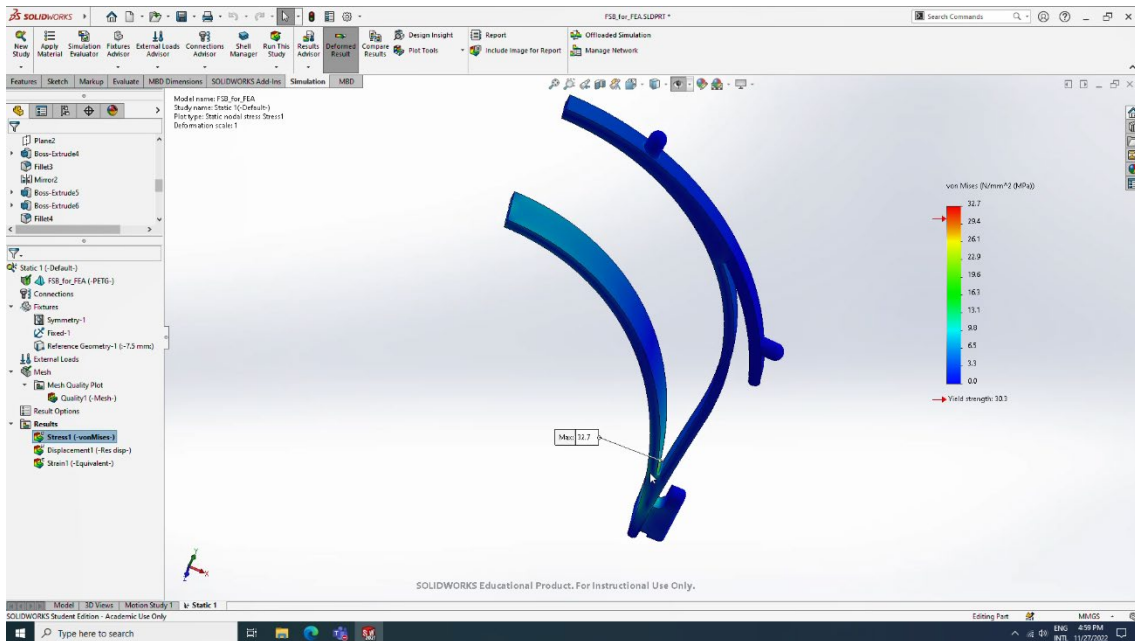 SOLIDWORKS
FSB_for_FEA.SLDPRT *
Search Commands
New Study
Apply Material
Simulation Evaluator
Fixtures Advisor
External Loads Advisor
Connections Advisor
Shell Manager
Run This Study
Results Advisor
Deformed Result
Compare Results
Design Insight
Plot Tools
Report
Include Image for Report
Offloaded Simulation
Manage Network
Features Sketch Markup Evaluate MBD Dimensions SOLIDWORKS Add-Ins Simulation MBD
Model name: FSB_for_FEA
Study name: Static 1(-Default-)
Plot type: Static nodal stress Stress1
Deformation scale: 1
Plane2
Boss-Extrude4
Fillet3
Mirror2
Boss-Extrude5
Boss-Extrude6
Fillet4
Static 1 (-Default-)
FSB_for_FEA (-PETG-)
Connections
Fixtures
Symmetry-1
Fixed-1
Reference Geometry-1 (:-7.5 mm:)
External Loads
Mesh
Mesh Quality Plot
Quality1 (-Mesh-)
Result Options
Results
Stress1 (-vonMises-)
Displacement1 (-Res disp-)
Strain1 (-Equivalent-)
von Mises (N/mm^2 (MPa))
32.7
29.4
26.1
22.9
19.6
16.3
13.1
9.8
6.5
3.3
0.0
Yield strength: 30.3
Max: 32.7
Y
X
Z
SOLIDWORKS Educational Product. For Instructional Use Only.
Model 3D Views Motion Study 1 Static 1
SOLIDWORKS Student Edition - Academic Use Only
Editing Part
MMGS
Type here to search
ENG
INTL
4:59 PM
11/27/2022